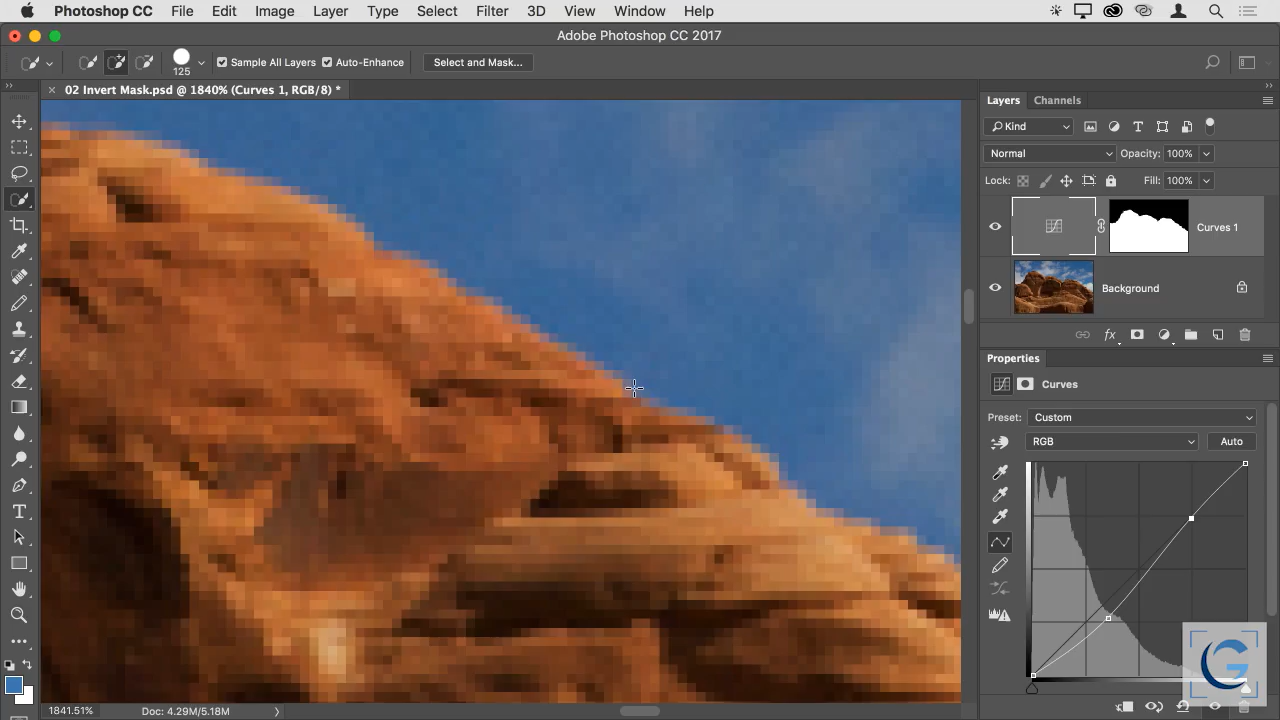 Photoshop CC File Edit Image Layer Type Select Filter 3D View Window Help
Adobe Photoshop CC 2017
125 Sample All Layers Auto-Enhance Select and Mask...
02 Invert Mask.psd @ 1840% (Curves 1, RGB/8) *
Layers Channels
Kind
Normal Opacity: 100%
Lock: Fill: 100%
Curves 1
Background
fx
Properties
Curves
Preset: Custom
RGB Auto
1841.51% Doc: 4.29M/5.18M